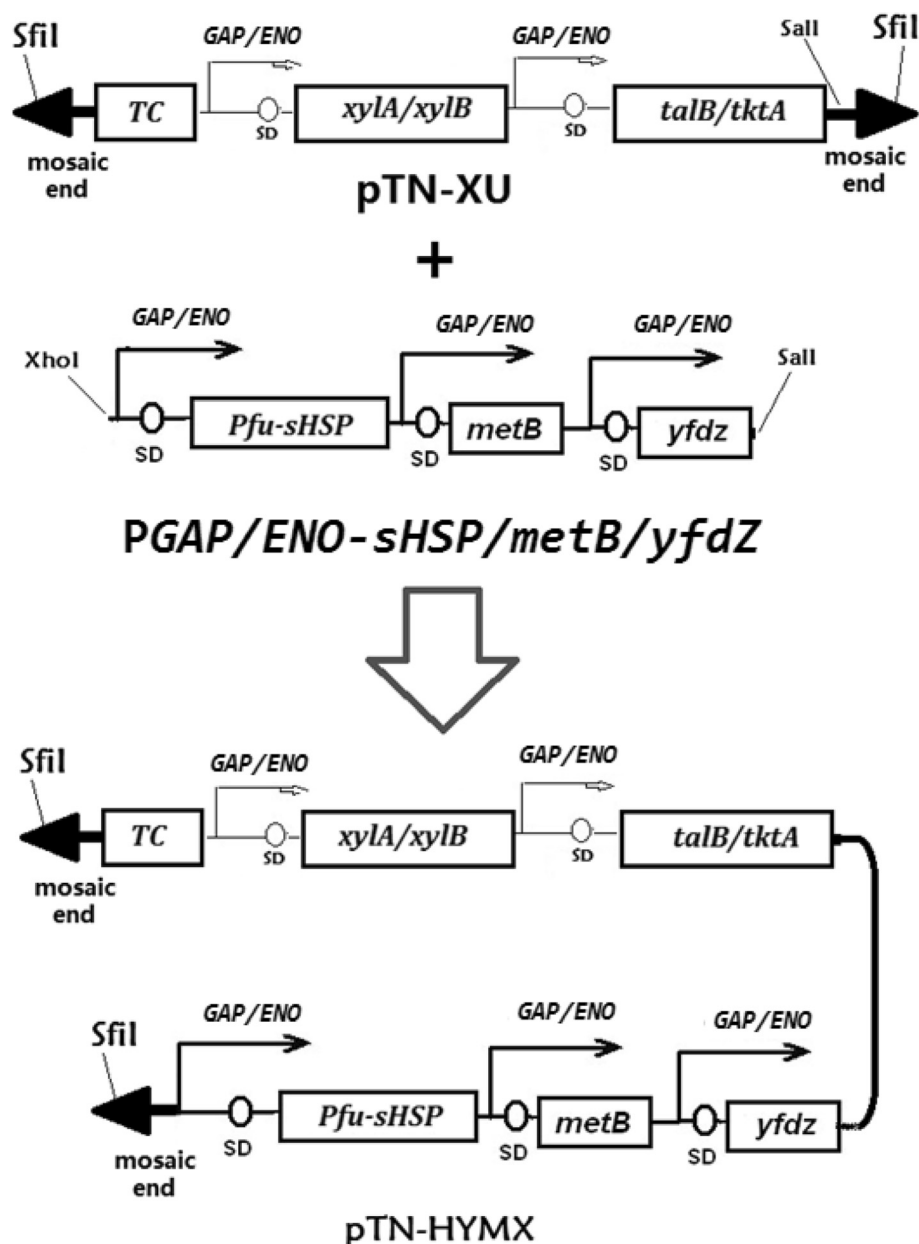 SfiI
GAP/ENO
GAP/ENO
SalI
SfiI
TC
SD
xylA/xylB
SD
talB/tktA
mosaic
end
mosaic
end
pTN-XU
+
GAP/ENO
GAP/ENO
GAP/ENO
XhoI
SalI
Pfu-sHSP
metB
yfdz
SD
SD
SD
PGAP/ENO-sHSP/metB/yfdZ
SfiI
GAP/ENO
GAP/ENO
TC
SD
xylA/xylB
SD
talB/tktA
mosaic
end
SfiI
GAP/ENO
GAP/ENO
GAP/ENO
Pfu-sHSP
metB
yfdz
mosaic
end
SD
SD
SD
pTN-HYMX